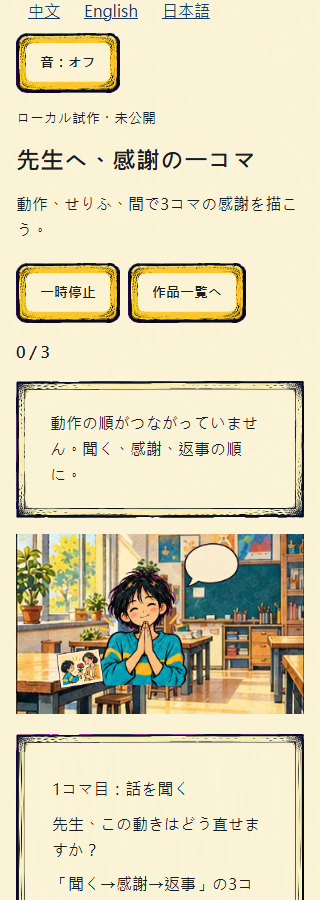 中文 English 日本語
音：オフ
ローカル試作・未公開
先生へ、感謝の一コマ
動作、せりふ、間で3コマの感謝を描こ
う。
一時停止 作品一覧へ
0 / 3
動作の順がつながっていませ
ん。聞く、感謝、返事の順
に。
1コマ目：話を聞く
先生、この動きはどう直せま
すか？
「聞く→感謝→返事」の3コ